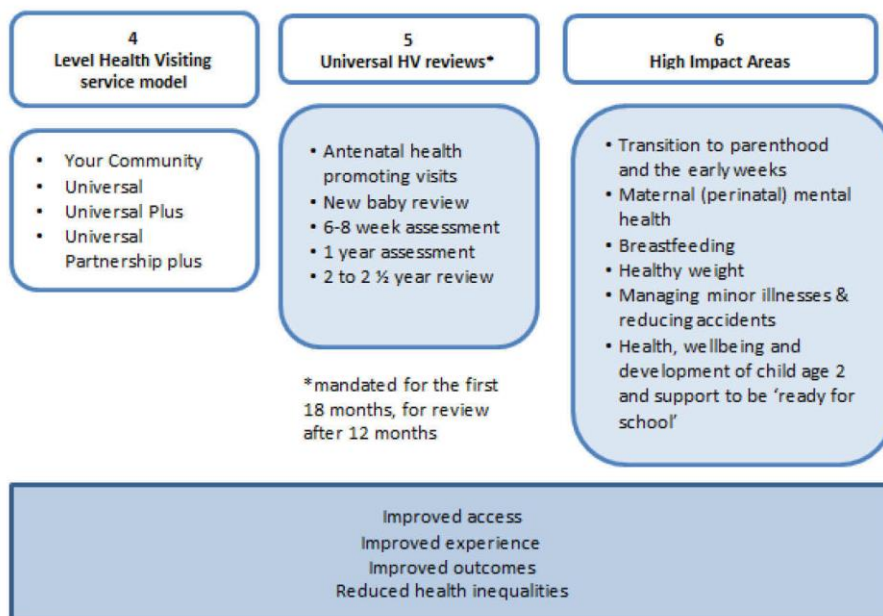 4
Level Health Visiting
service model
• Your Community
• Universal
• Universal Plus
• Universal
Partnership plus
5
Universal HV reviews*
• Antenatal health
promoting visits
• New baby review
• 6-8 week assessment
• 1 year assessment
• 2 to 2 ½ year review
*mandated for the first
18 months, for review
after 12 months
6
High Impact Areas
• Transition to parenthood
and the early weeks
• Maternal (perinatal) mental
health
• Breastfeeding
• Healthy weight
• Managing minor illnesses &
reducing accidents
• Health, wellbeing and
development of child age 2
and support to be ‘ready for
school’
Improved access
Improved experience
Improved outcomes
Reduced health inequalities